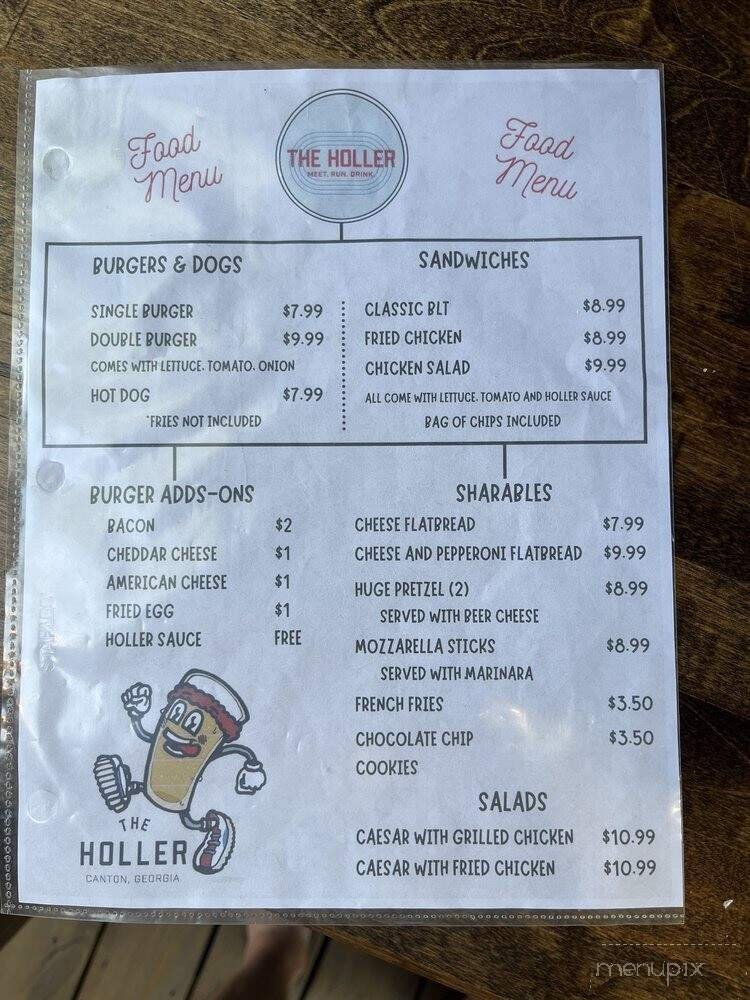 Food
Menu
THE HOLLER
MEET. RUN. DRINK.
Food
Menu
BURGERS & DOGS
SINGLE BURGER $7.99
DOUBLE BURGER $9.99
COMES WITH LETTUCE, TOMATO, ONION
HOT DOG $7.99
*FRIES NOT INCLUDED
SANDWICHES
CLASSIC BLT $8.99
FRIED CHICKEN $8.99
CHICKEN SALAD $9.99
ALL COME WITH LETTUCE, TOMATO AND HOLLER SAUCE
BAG OF CHIPS INCLUDED
BURGER ADDS-ONS
BACON $2
CHEDDAR CHEESE $1
AMERICAN CHEESE $1
FRIED EGG $1
HOLLER SAUCE FREE
THE
HOLLER
CANTON, GEORGIA
SHARABLES
CHEESE FLATBREAD $7.99
CHEESE AND PEPPERONI FLATBREAD $9.99
HUGE PRETZEL (2) $8.99
SERVED WITH BEER CHEESE
MOZZARELLA STICKS $8.99
SERVED WITH MARINARA
FRENCH FRIES $3.50
CHOCOLATE CHIP $3.50
COOKIES
SALADS
CAESAR WITH GRILLED CHICKEN $10.99
CAESAR WITH FRIED CHICKEN $10.99
menupix